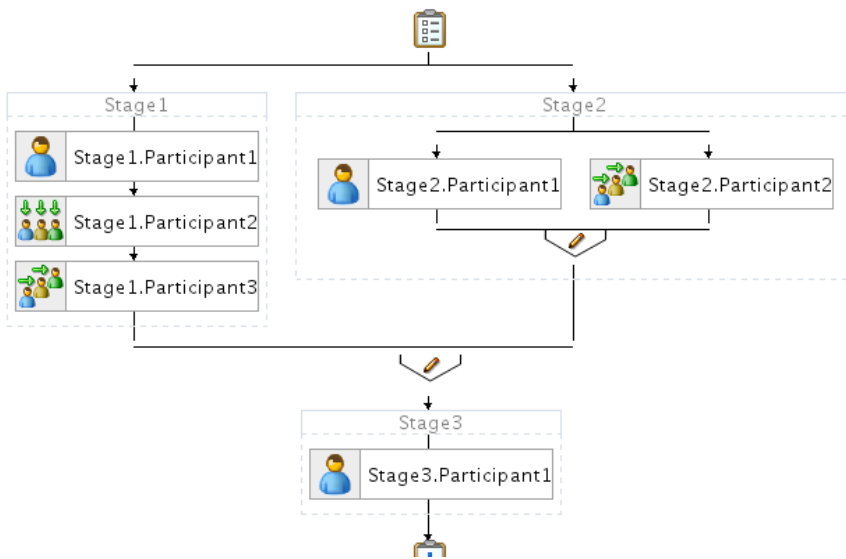 Stage1
Stage2
Stage1.Participant1
Stage1.Participant2
Stage1.Participant3
Stage2.Participant1
Stage2.Participant2
Stage3
Stage3.Participant1